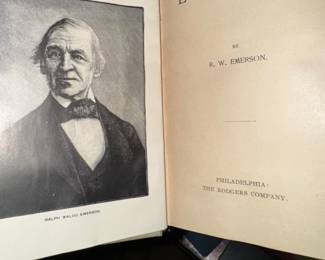 RALPH WALDO EMERSON.
BY
R. W. EMERSON.
PHILADELPHIA:
THE RODGERS COMPANY.